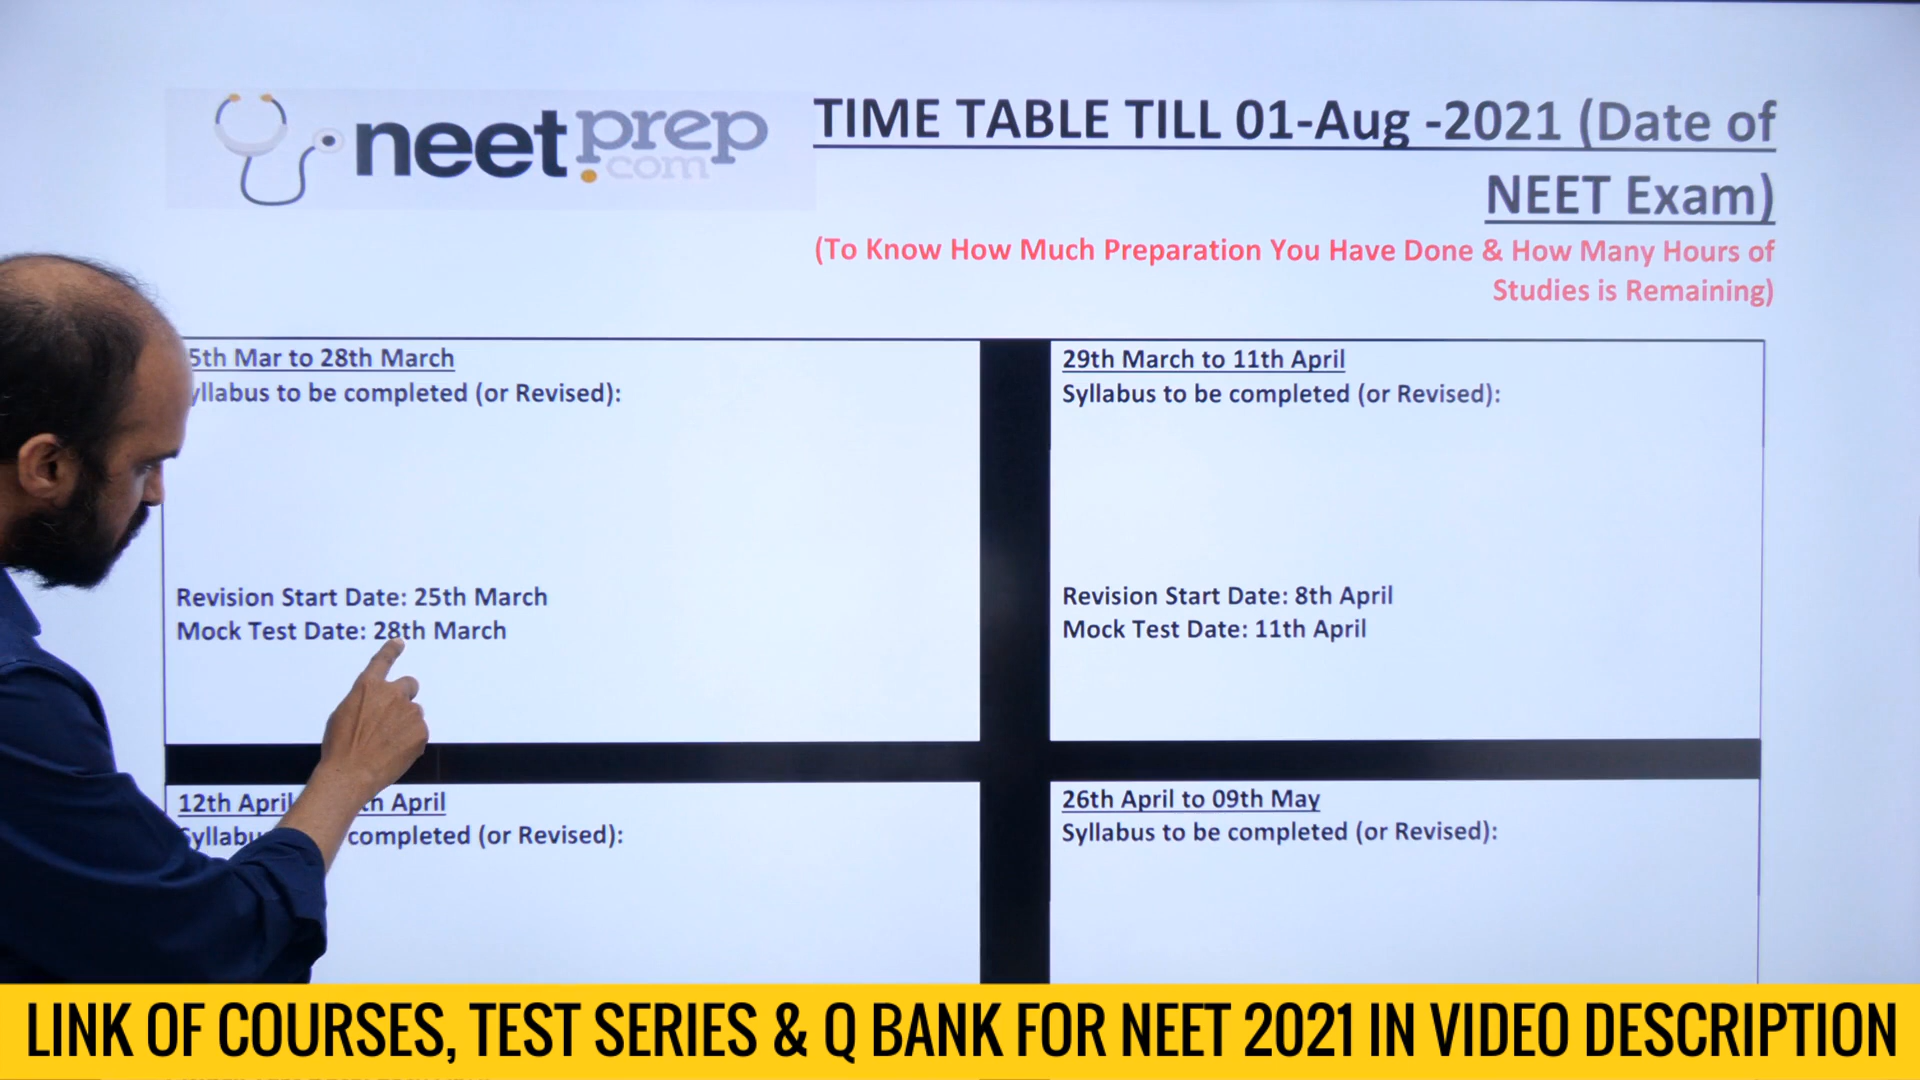 neetprep
.com
TIME TABLE TILL 01-Aug -2021 (Date of
NEET Exam)
(To Know How Much Preparation You Have Done & How Many Hours of
Studies is Remaining)
5th Mar to 28th March
yllabus to be completed (or Revised):
Revision Start Date: 25th March
Mock Test Date: 28th March
29th March to 11th April
Syllabus to be completed (or Revised):
Revision Start Date: 8th April
Mock Test Date: 11th April
12th April April
completed (or Revised):
26th April to 09th May
Syllabus to be completed (or Revised):
LINK OF COURSES, TEST SERIES & Q BANK FOR NEET 2021 IN VIDEO DESCRIPTION